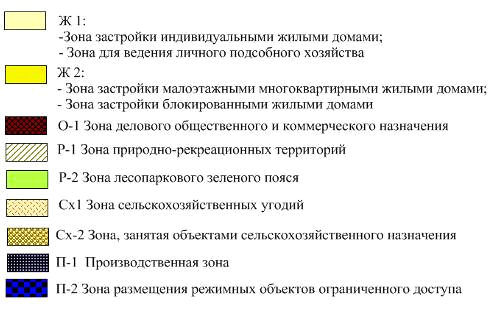 Ж 1:
-Зона застройки индивидуальными жилыми домами;
- Зона для ведения личного подсобного хозяйства
Ж 2:
- Зона застройки малоэтажными многоквартирными жилыми домами;
- Зона застройки блокированными жилыми домами
О-1 Зона делового общественного и коммерческого назначения
Р-1 Зона природно-рекреационных территорий
Р-2 Зона лесопаркового зеленого пояса
Сх1 Зона сельскохозяйственных угодий
Сх-2 Зона, занятая объектами сельскохозяйственного назначения
П-1 Производственная зона
П-2 Зона размещения режимных объектов ограниченного доступа